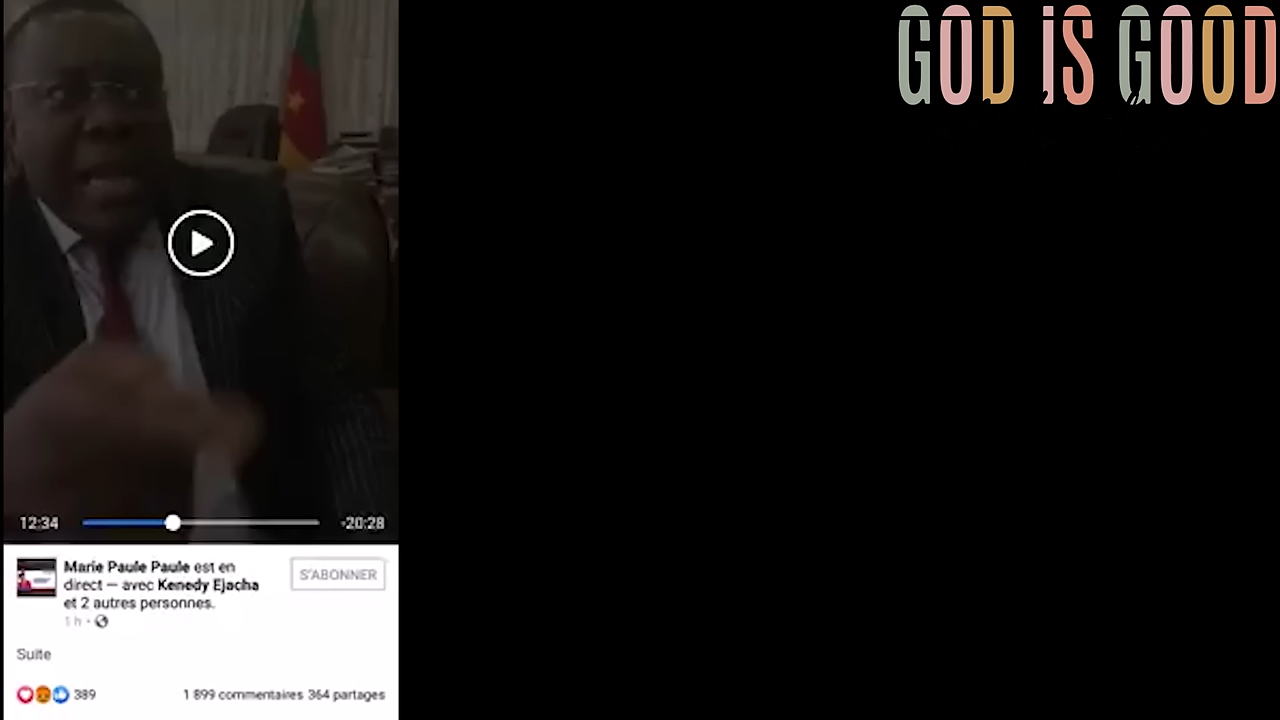 GOD iS GOOD
12:34
-20:28
Marie Paule Paule est en
direct — avec Kenedy Ejacha
et 2 autres personnes.
S'ABONNER
1 h
Suite
389
1 899 commentaires 364 partages